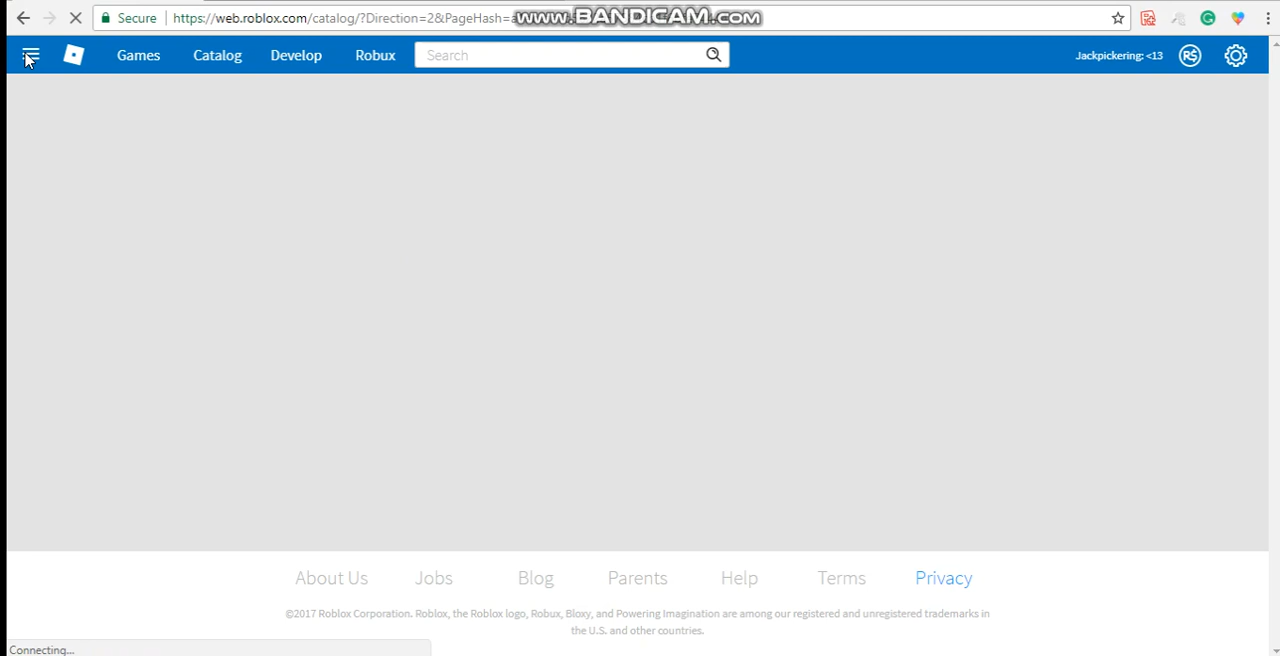 Secure https://web.roblox.com/catalog/?Direction=2&PageHash=
www.BANDICAM.COM
Games Catalog Develop Robux Search Jackpickering: <13 R$
About Us Jobs Blog Parents Help Terms Privacy
©2017 Roblox Corporation. Roblox, the Roblox logo, Robux, Bloxy, and Powering Imagination are among our registered and unregistered trademarks in
the U.S. and other countries.
Connecting...